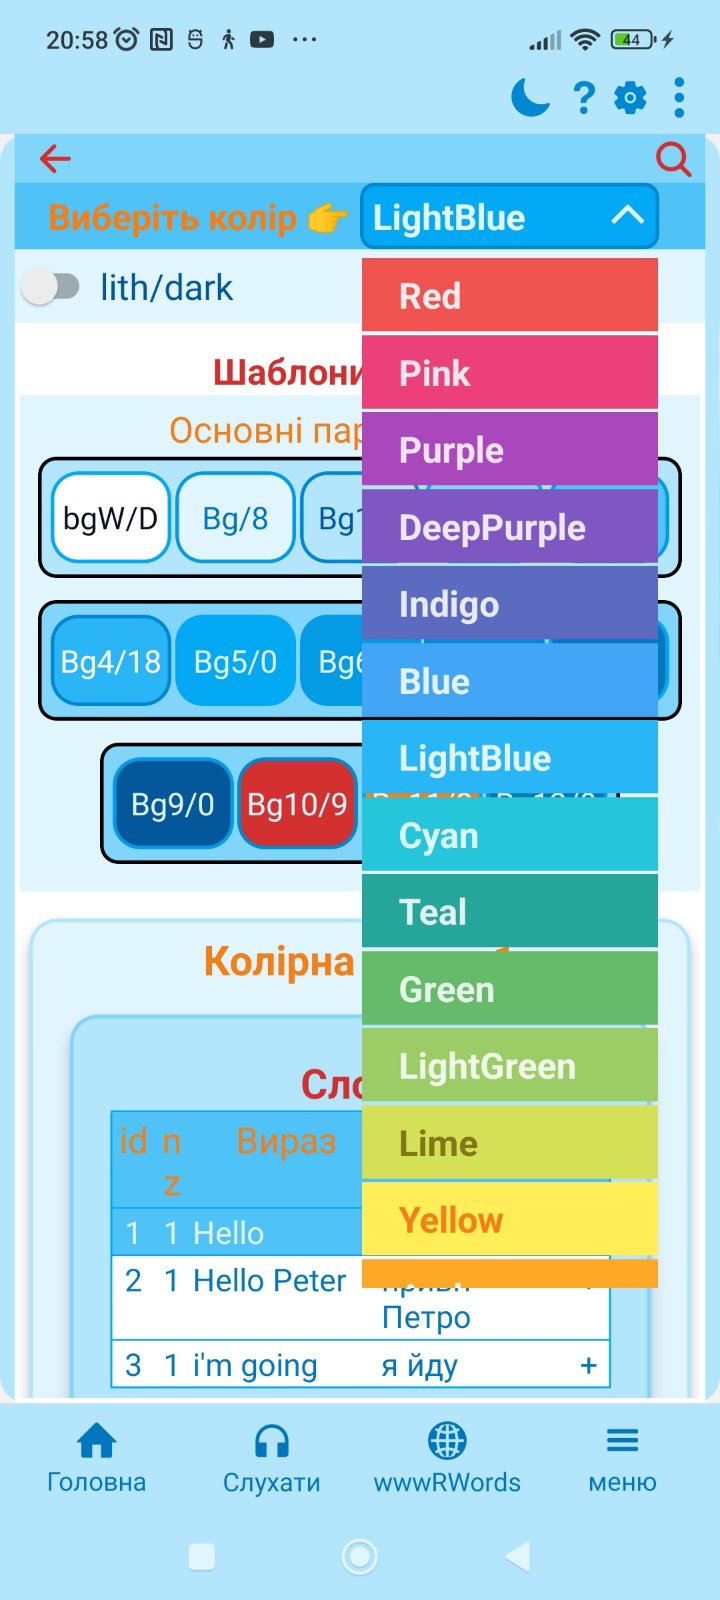 20:58
44
?
Виберіть колір 👉 LightBlue
lith/dark
Red
Шаблони
Pink
Основні пар
Purple
bgW/D Bg/8 Bg1
DeepPurple
Indigo
Bg4/18 Bg5/0 Bg6
Blue
LightBlue
Bg9/0 Bg10/9
Cyan
Teal
Колірна
Green
LightGreen
Сло
id nz Вираз
Lime
1 1 Hello
Yellow
2 1 Hello Peter
Петро
3 1 i'm going я йду +
Головна Слухати wwwRWords меню